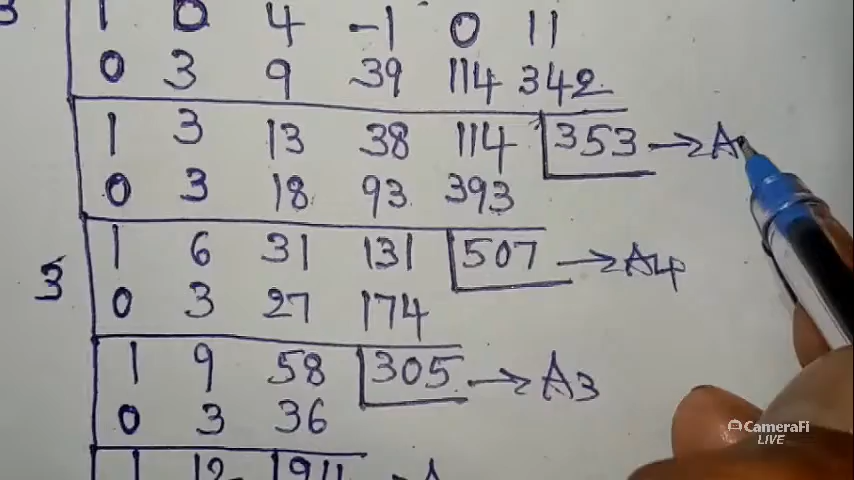 3 1 0 4 -1 0 11
0 3 9 39 114 342
1 3 13 38 114 353 → A
0 3 18 93 393
3 1 6 31 131 507 → A4
0 3 27 174
1 9 58 305 → A3
0 3 36
1 12
CameraFi
LIVE